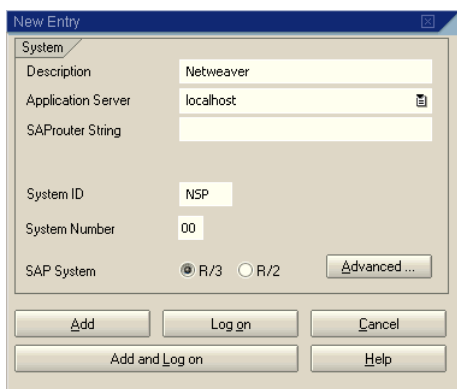 New Entry
System
Description Netweaver
Application Server localhost
SAProuter String
System ID NSP
System Number 00
SAP System R/3 R/2 Advanced ...
Add Log on Cancel
Add and Log on Help